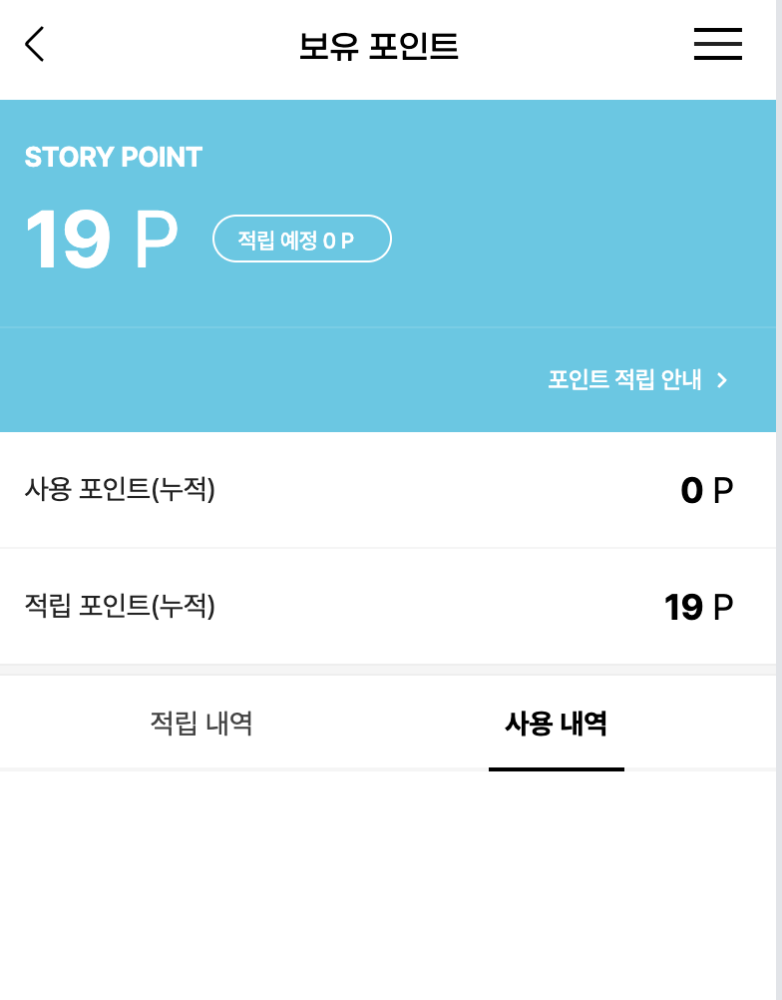 보유 포인트
STORY POINT
19 P 적립 예정 0 P
포인트 적립 안내
사용 포인트(누적) 0 P
적립 포인트(누적) 19 P
적립 내역 사용 내역